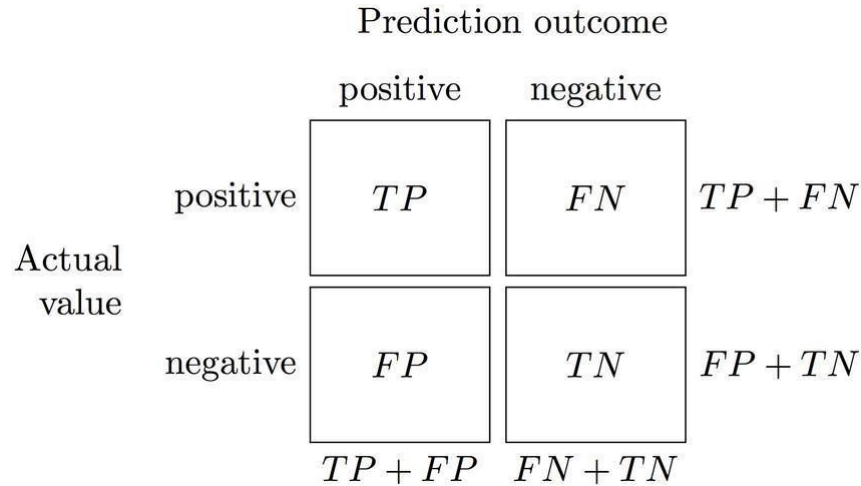 Prediction outcome
positive negative
positive TP FN TP + FN
Actual
value
negative FP TN FP + TN
TP + FP FN + TN